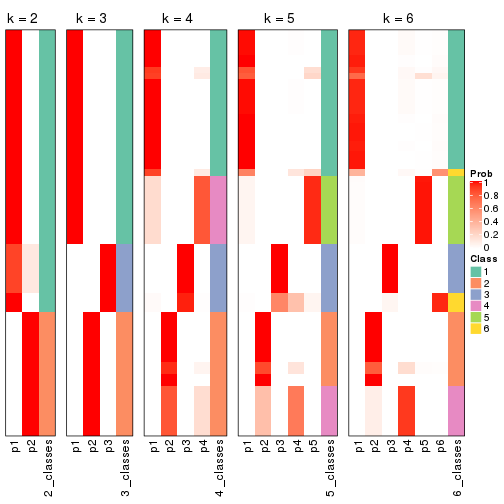 k = 2
k = 3
k = 4
k = 5
k = 6
Prob
1
0.8
0.6
0.4
0.2
0
Class
1
2
3
4
5
6
p1
p2
2_classes
p1
p2
p3
3_classes
p1
p2
p3
p4
4_classes
p1
p2
p3
p4
p5
5_classes
p1
p2
p3
p4
p5
p6
6_classes